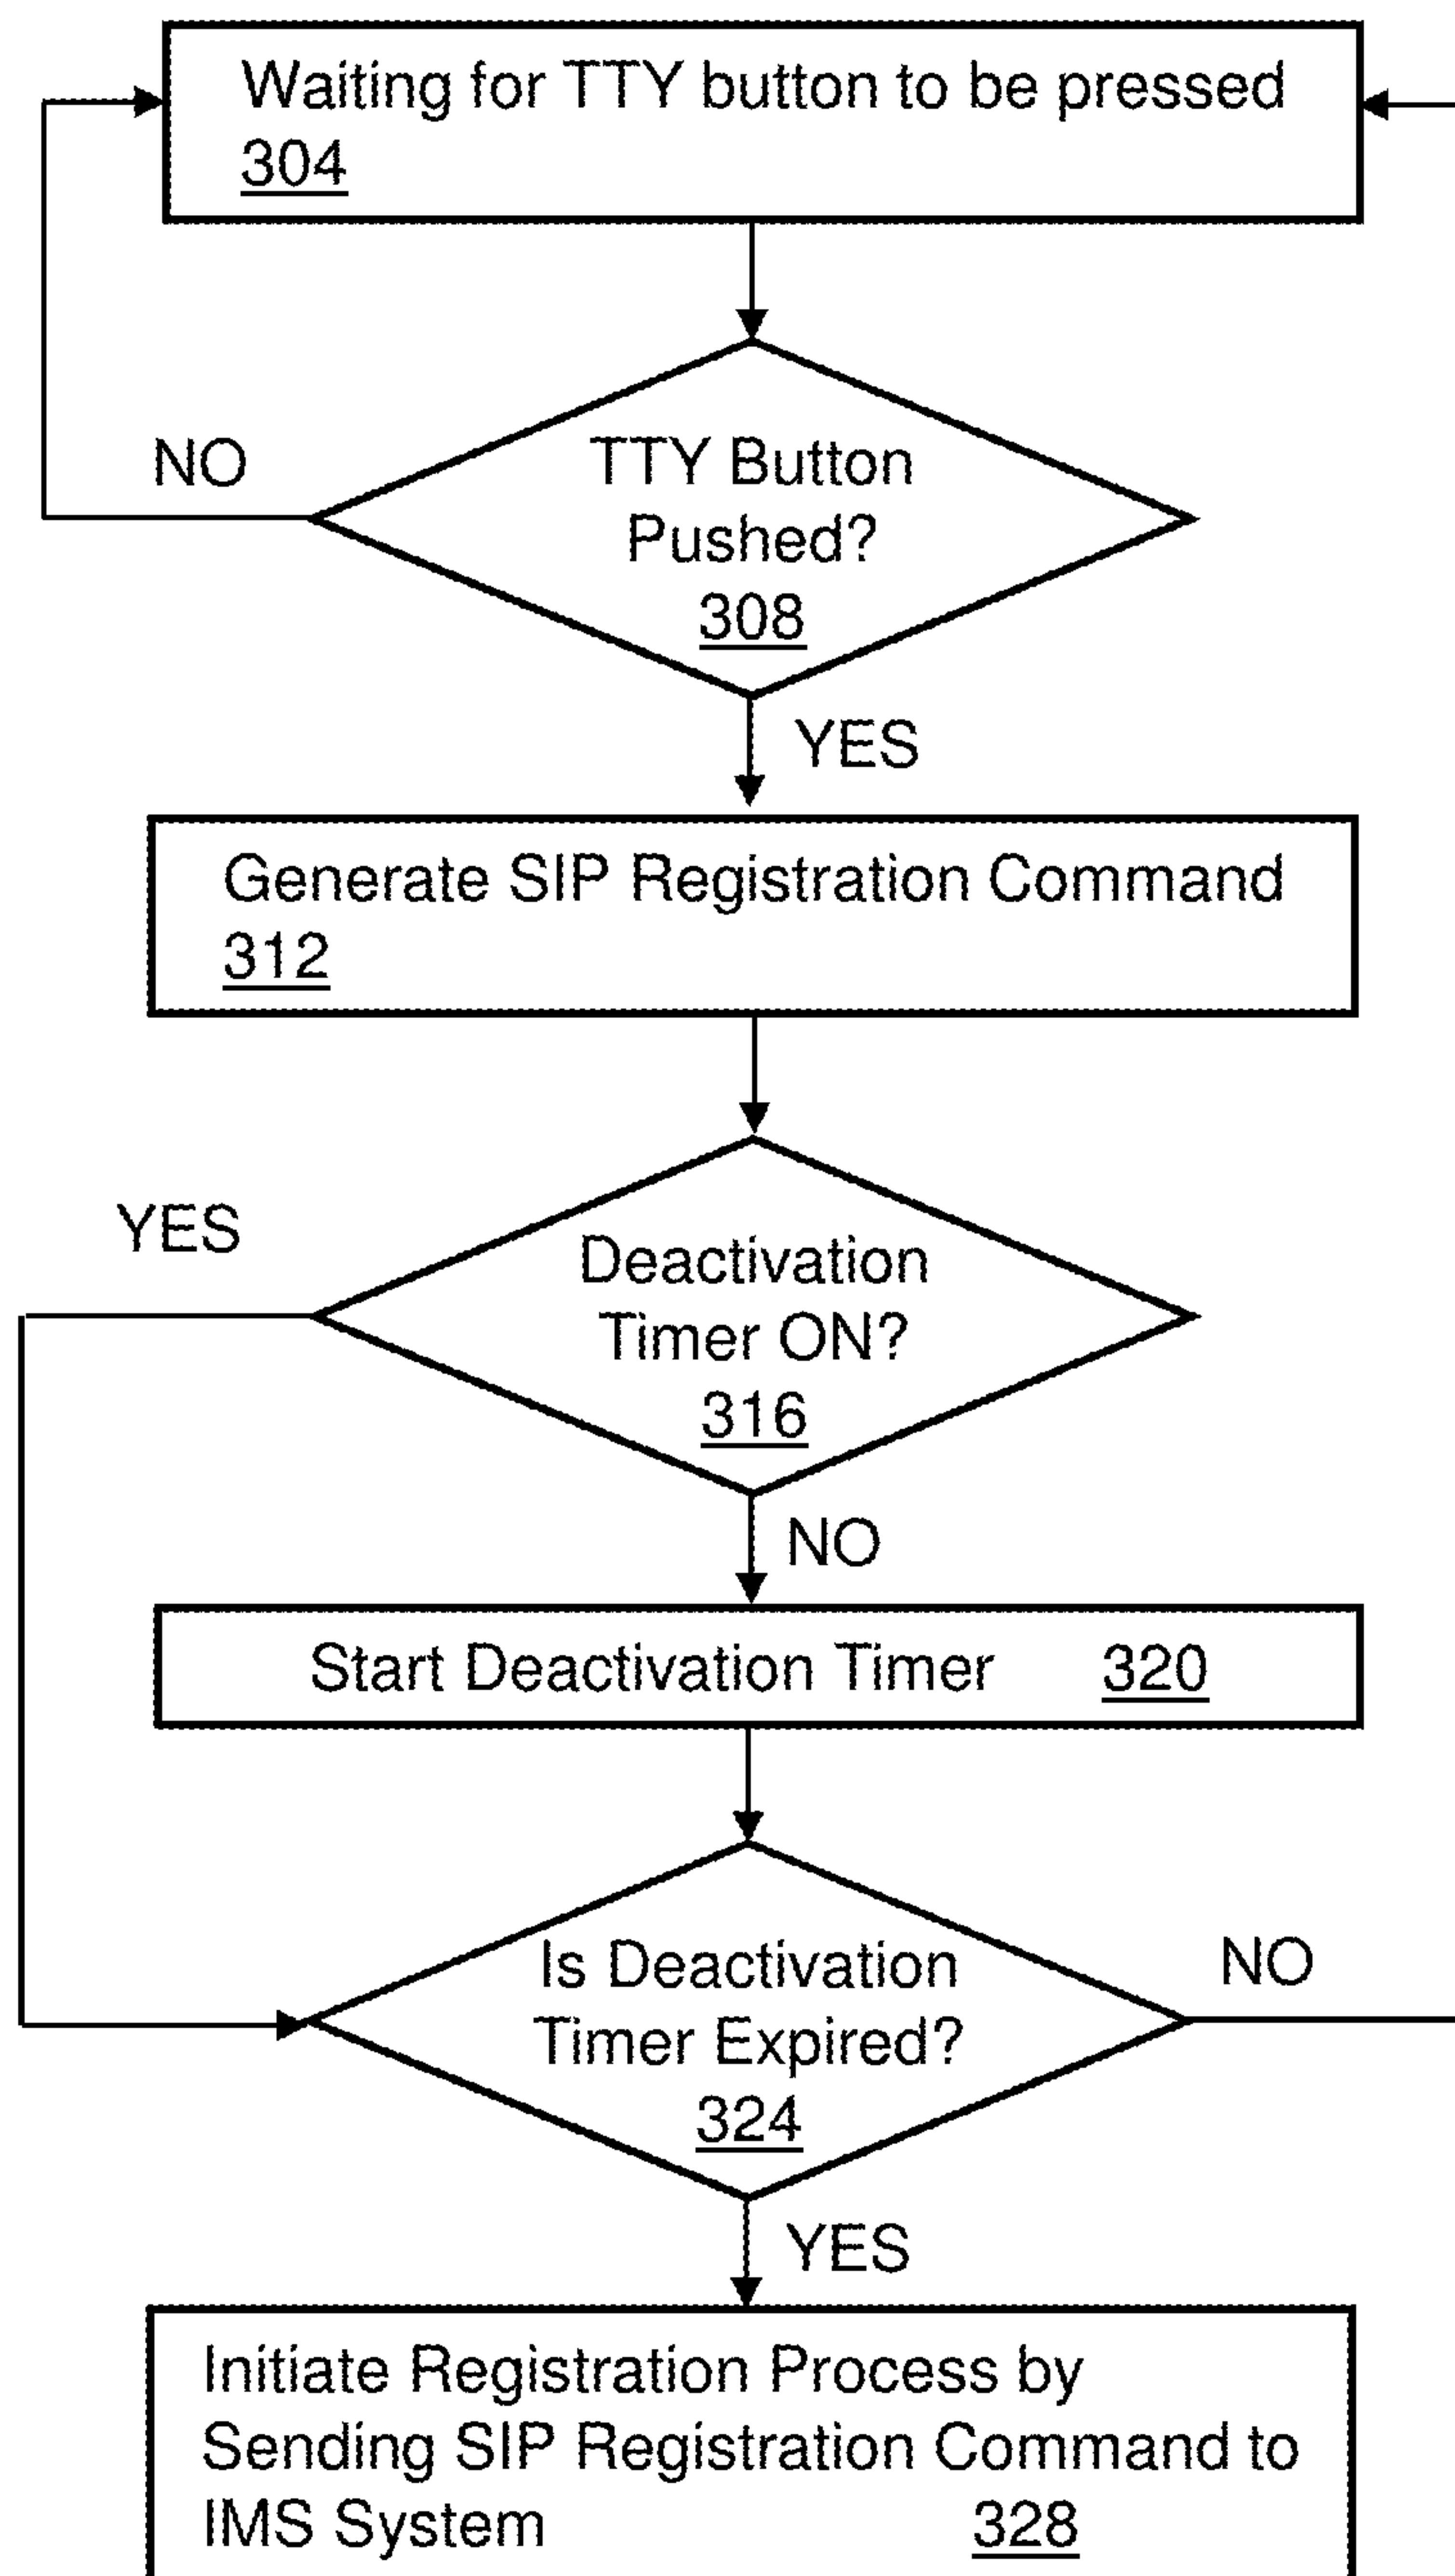 Waiting for TTY button to be pressed
304
NO
TTY Button
Pushed?
308
YES
Generate SIP Registration Command
312
YES
Deactivation
Timer ON?
316
NO
Start Deactivation Timer 320
Is Deactivation
Timer Expired?
324
NO
YES
Initiate Registration Process by
Sending SIP Registration Command to
IMS System 328